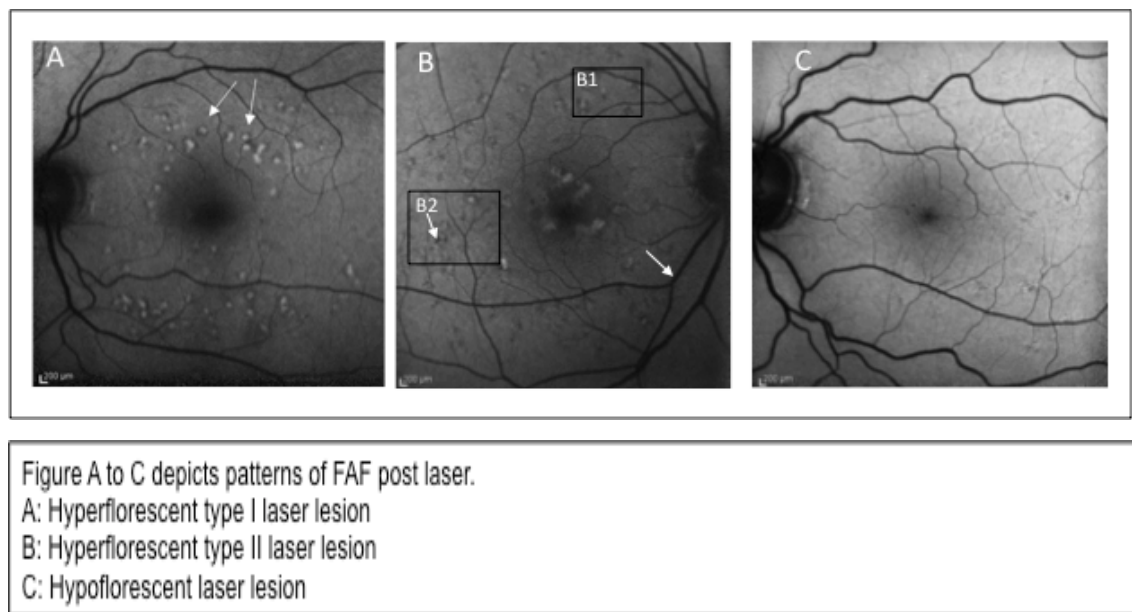 A
B
C
B1
B2
200 µm
200 µm
200 µm
Figure A to C depicts patterns of FAF post laser.
A: Hyperflorescent type I laser lesion
B: Hyperflorescent type II laser lesion
C: Hypoflorescent laser lesion